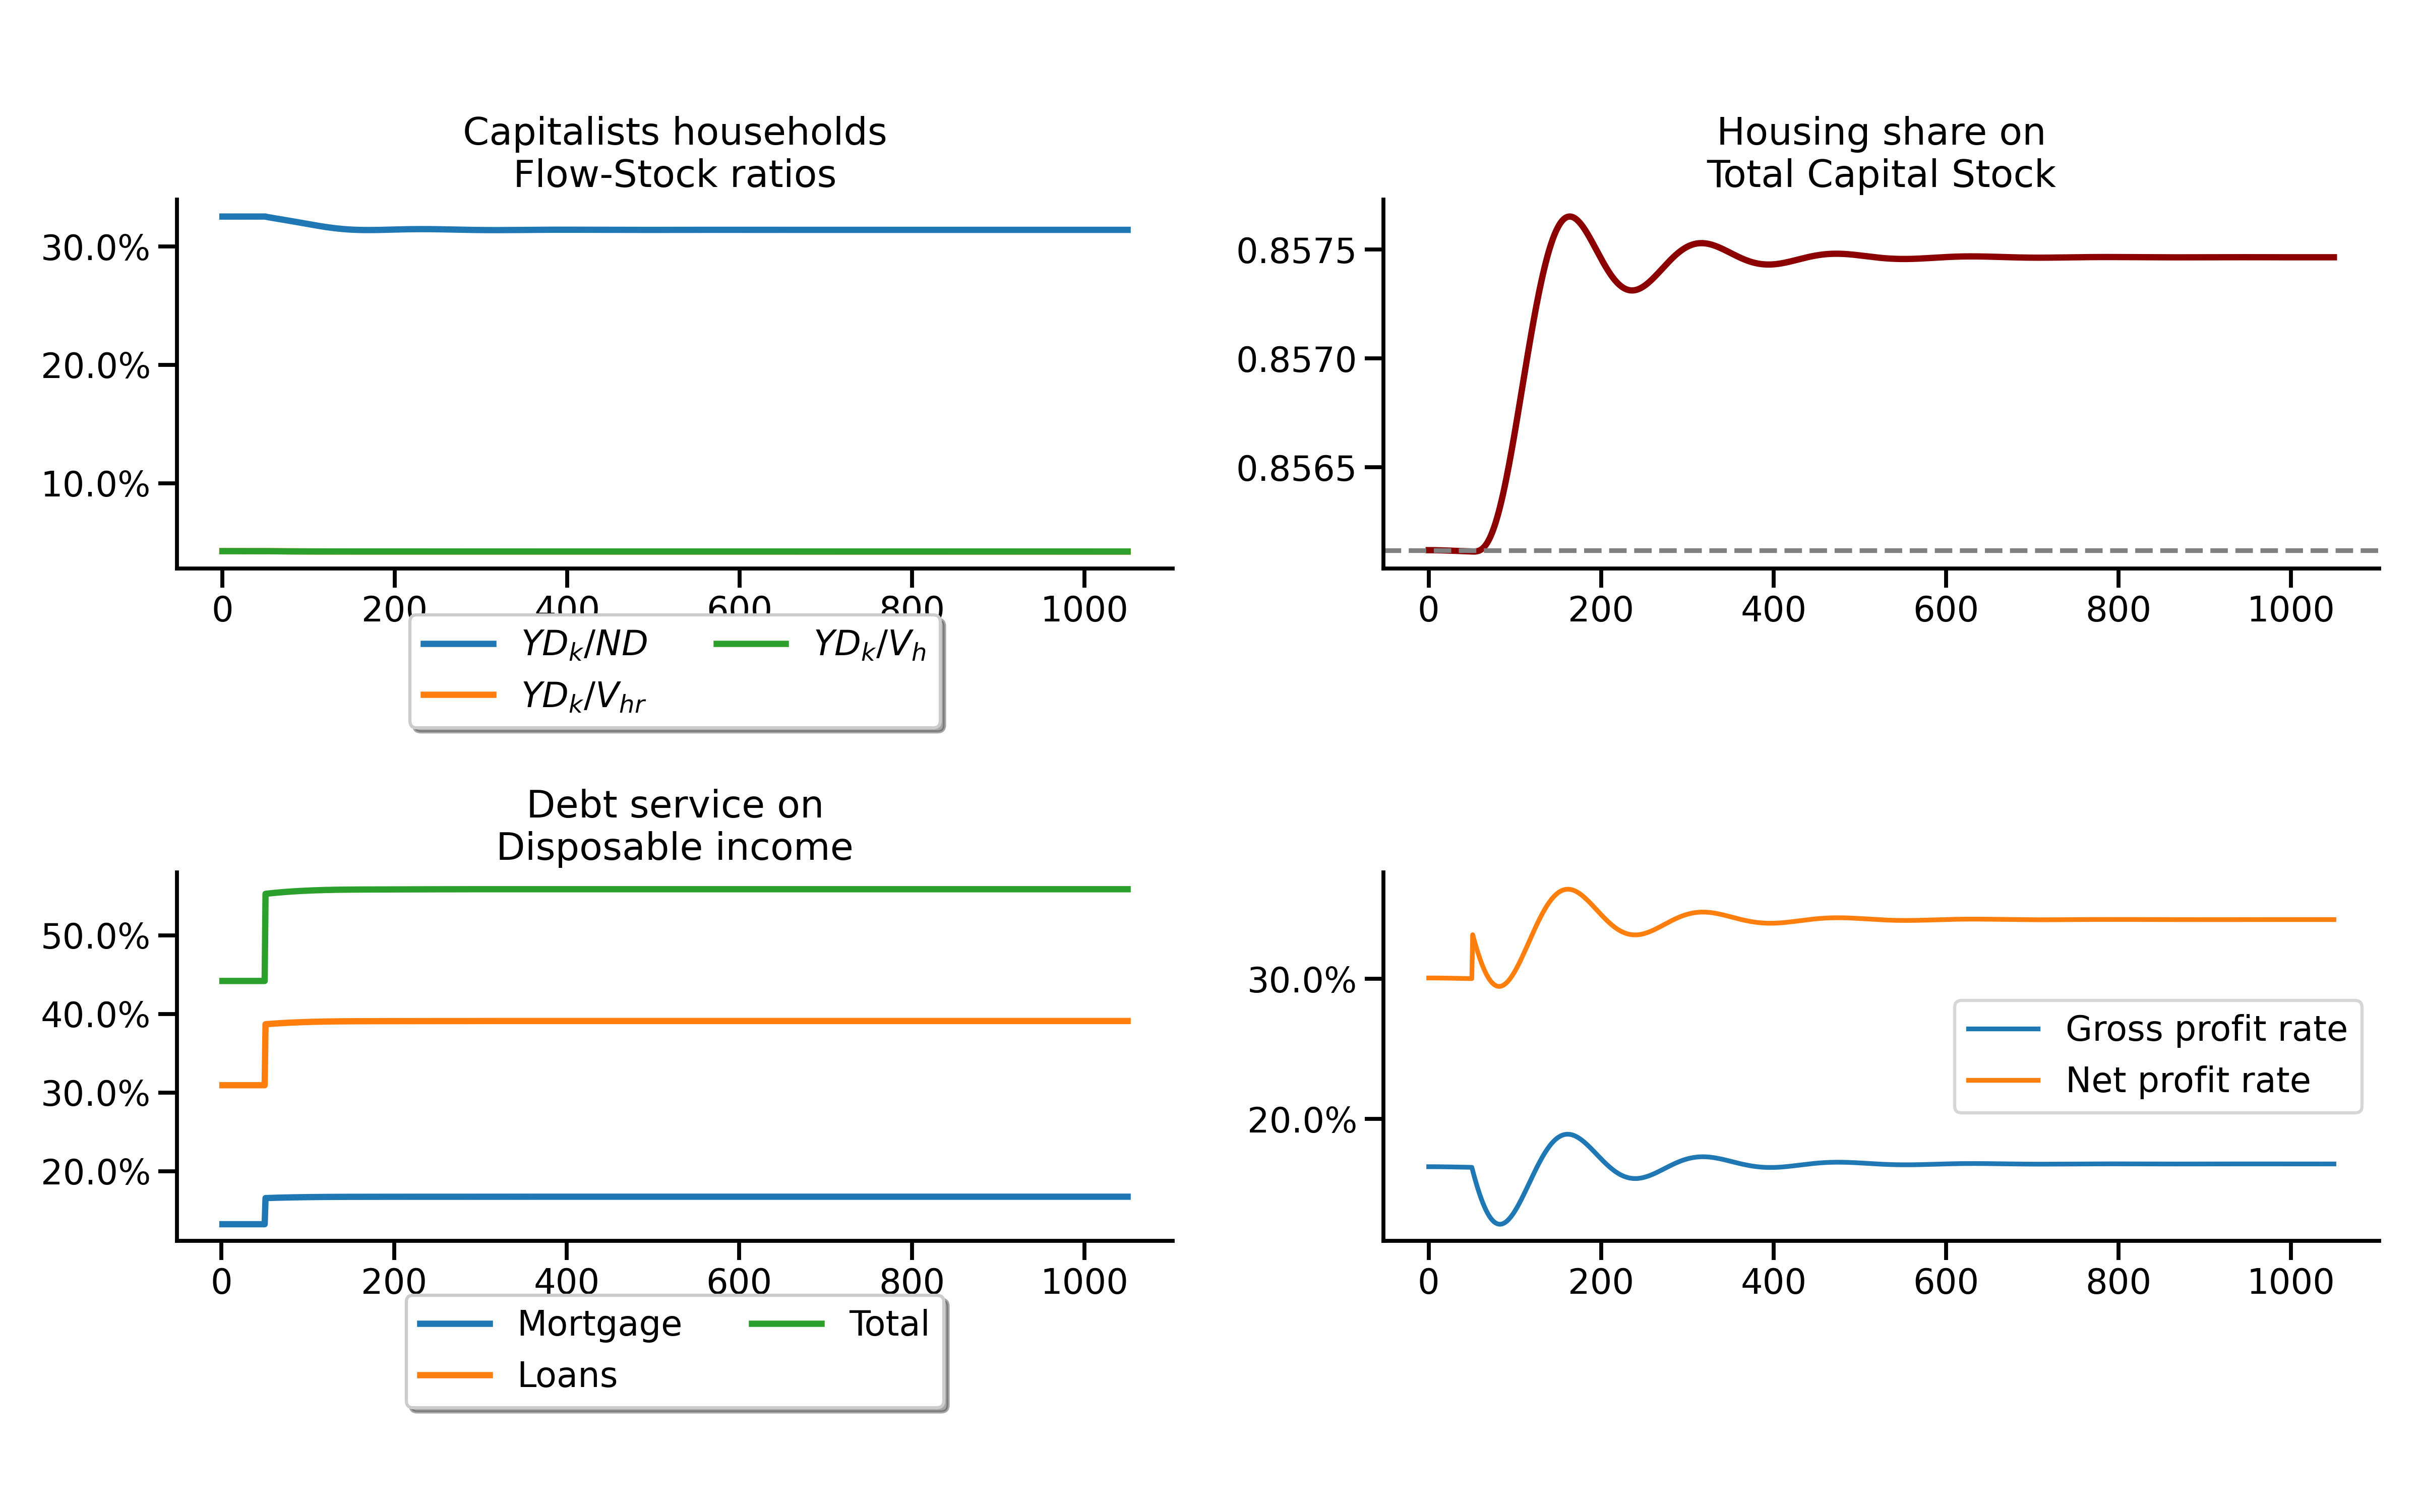 Capitalists households
Flow-Stock ratios
30.0%
20.0%
10.0%
0 200 400 600 800 1000
YD_k/ND YD_k/V_h
YD_k/V_hr
Housing share on
Total Capital Stock
0.8575
0.8570
0.8565
0 200 400 600 800 1000
Debt service on
Disposable income
50.0%
40.0%
30.0%
20.0%
0 200 400 600 800 1000
Mortgage Total
Loans
30.0%
20.0%
Gross profit rate
Net profit rate
0 200 400 600 800 1000